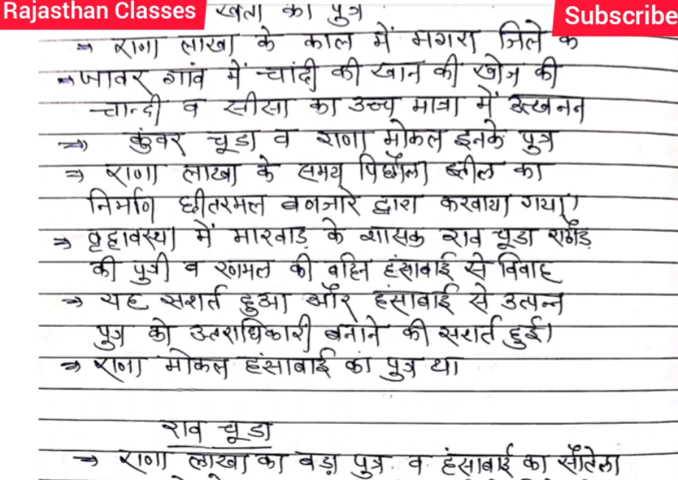 Rajasthan Classes
Subscribe
खेता का पुत्र
⇒ राणा लाखा के काल में मगरा जिले के
⇒ जावर गांव में चांदी की खान की खोज की
चान्दी व सीसा का उच्च मात्रा में उत्खनन
⇒ कुंवर चूडा व राणा मोकल इनके पुत्र
⇒ राणा लाखा के समय पिछौला झील का
निर्माण छीतरमल बनजारे द्वारा करवाया गया।
⇒ वृद्वावस्था में मारवाड़ के शासक राव चूडा राठौड़
की पुत्री व रणमल की बहिन हंसाबाई से विवाह
⇒ यह सशर्त हुआ और हंसाबाई से उत्पन्न
पुत्र को उतराधिकारी बनाने की सशर्त हुई।
⇒ राणा मोकल हंसाबाई का पुत्र था
राव चूडा
⇒ राणा लाखा का बड़ा पुत्र व हंसाबाई का सौतेला